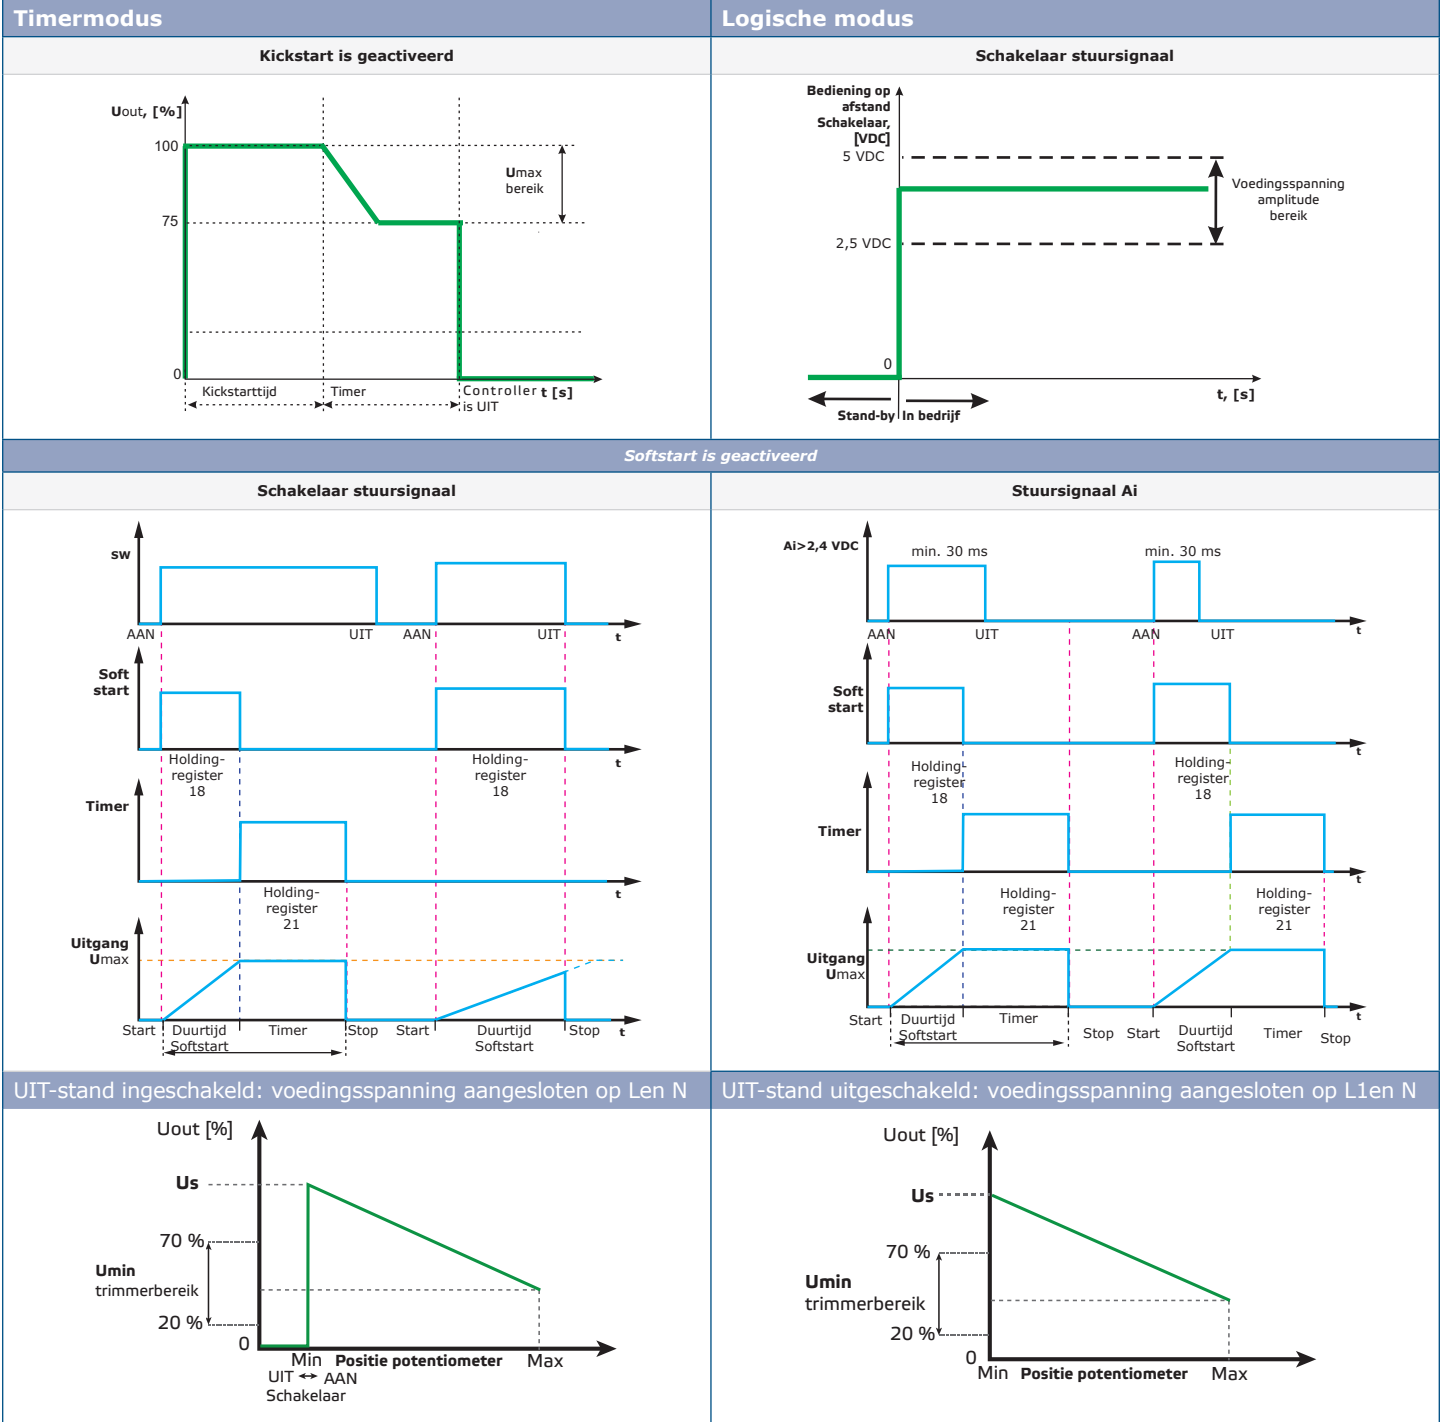 Timermodus
Logische modus
Kickstart is geactiveerd
Schakelaar stuursignaal
Uout, [%]
100
75
0
Umax
bereik
Kickstarttijd
Timer
Controller t [s]
is UIT
Bediening op
afstand
Schakelaar,
[VDC]
5 VDC
2,5 VDC
0
Voedingsspanning
amplitude
bereik
t, [s]
Stand-by
In bedrijf
Softstart is geactiveerd
Schakelaar stuursignaal
Stuursignaal Ai
sw
AAN
UIT
AAN
UIT
t
Soft
start
Holding-
register
18
Holding-
register
18
t
Timer
Holding-
register
21
t
Uitgang
Umax
Start
Duurtijd
Softstart
Timer
Stop
Start
Duurtijd
Softstart
Stop
t
Ai>2,4 VDC
min. 30 ms
min. 30 ms
AAN
UIT
AAN
UIT
t
Soft
start
Holding-
register
18
Holding-
register
18
t
Timer
Holding-
register
21
Holding-
register
21
t
Uitgang
Umax
Start
Duurtijd
Softstart
Timer
Stop
Start
Duurtijd
Softstart
Timer
Stop
t
UIT-stand ingeschakeld: voedingsspanning aangesloten op Len N
UIT-stand uitgeschakeld: voedingsspanning aangesloten op L1en N
Uout [%]
Us
70 %
Umin
trimmerbereik
20 %
0
Min
Positie potentiometer
Max
UIT
AAN
Schakelaar
Uout [%]
Us
70 %
Umin
trimmerbereik
20 %
0
Min
Positie potentiometer
Max